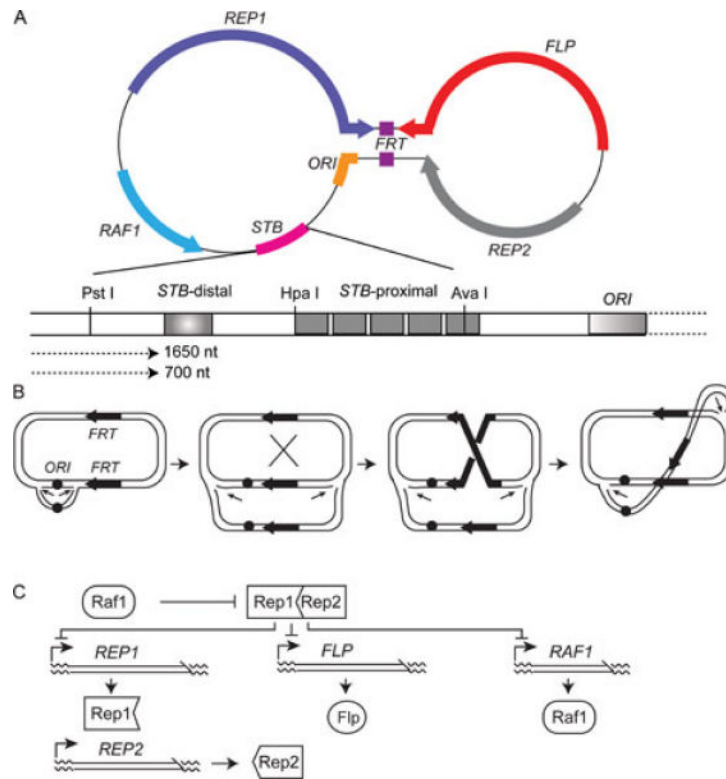 A
REP1
FLP
FRT
ORI
RAF1
STB
REP2
Pst I
STB-distal
Hpa I
STB-proximal
Ava I
ORI
1650 nt
700 nt
B
FRT
ORI
FRT
C
Raf1
Rep1
Rep2
REP1
FLP
RAF1
Rep1
Flp
Raf1
REP2
Rep2